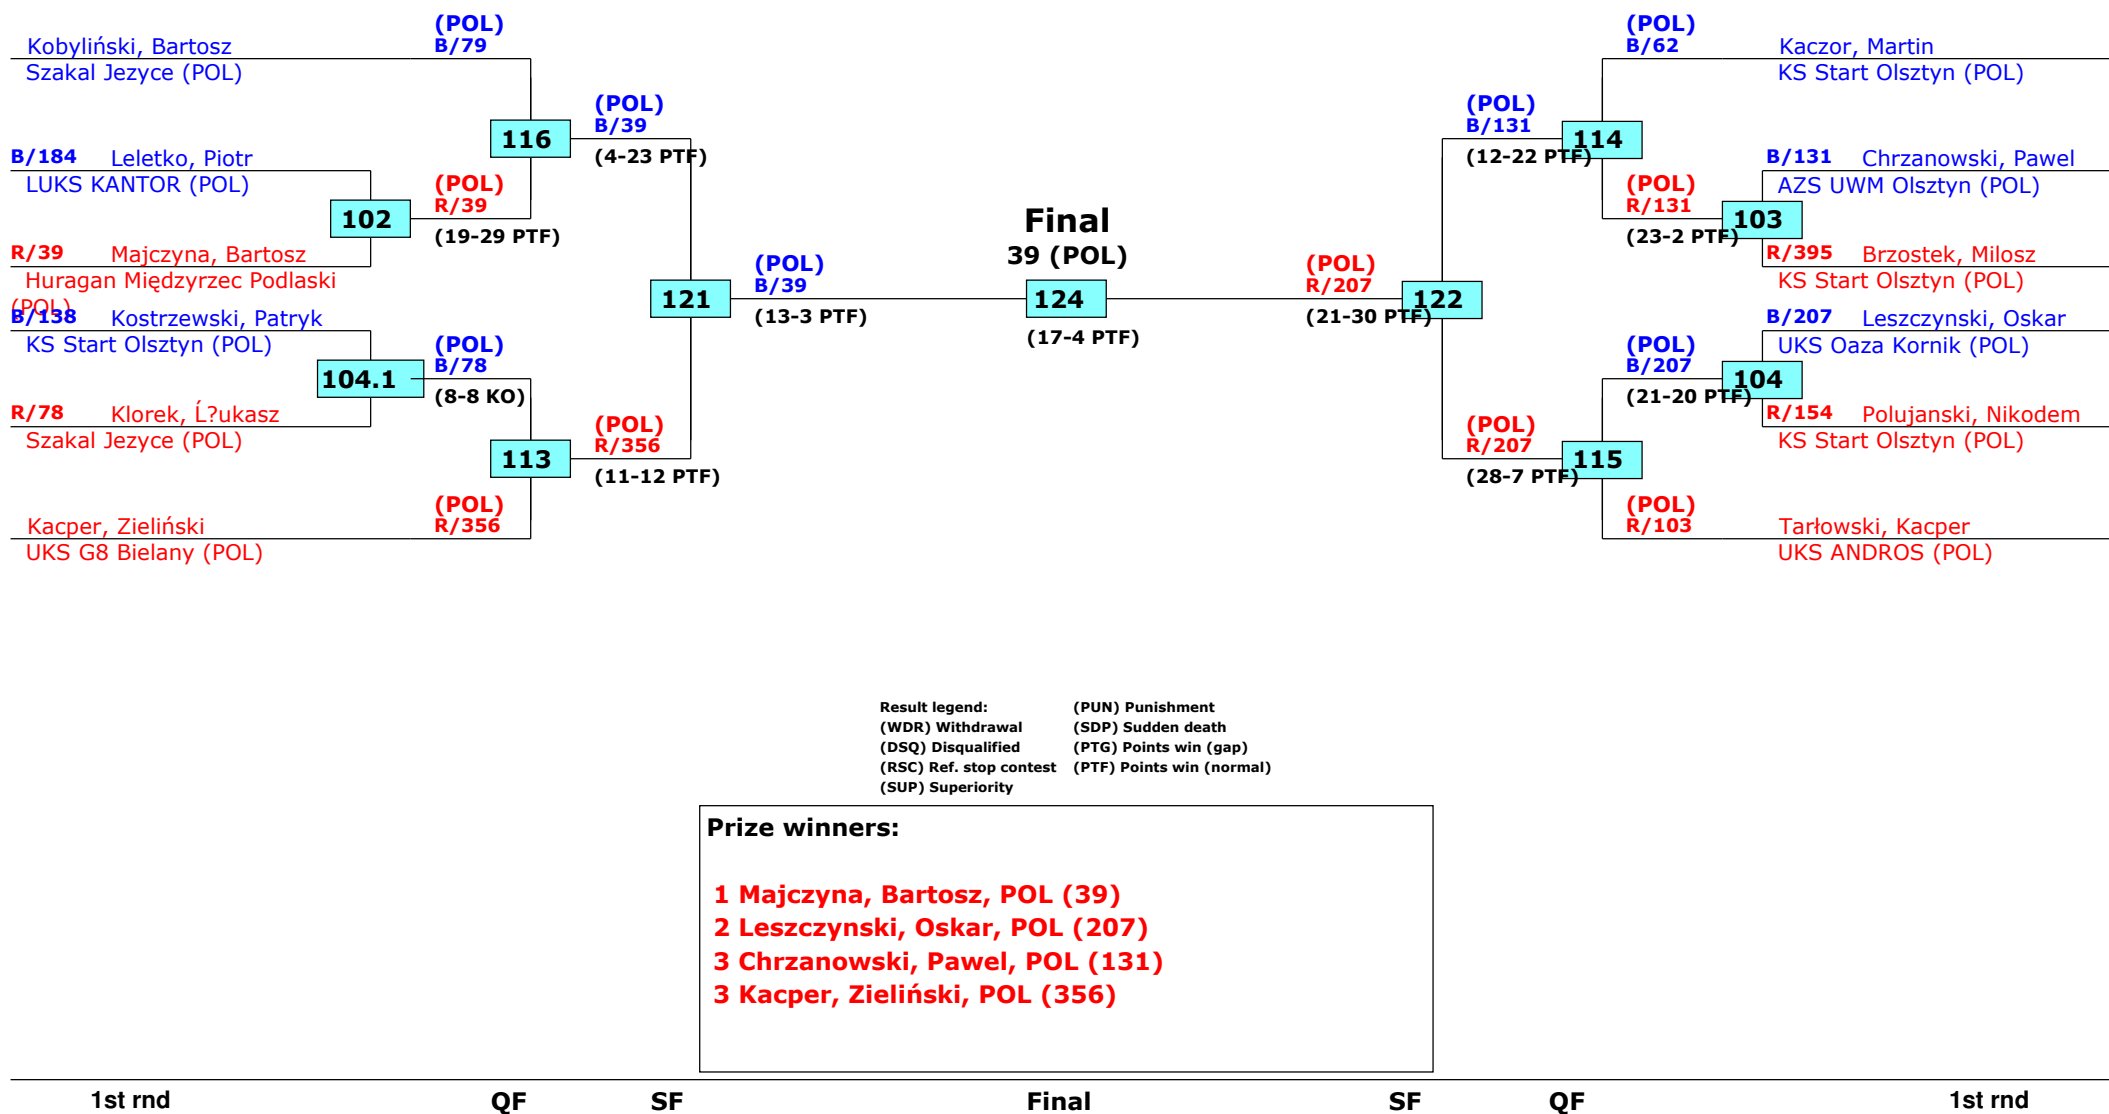 (POL)
B/79
Kobyliński, Bartosz
Szakal Jezyce (POL)
116
(POL)
B/39
(4-23 PTF)
B/184 Leletko, Piotr
LUKS KANTOR (POL)
102
(POL)
R/39
(19-29 PTF)
R/39 Majczyna, Bartosz
Huragan Międzyrzec Podlaski
(POL)
B/138 Kostrzewski, Patryk
KS Start Olsztyn (POL)
104.1
(POL)
B/78
(8-8 KO)
R/78 Klorek, Ĺ?ukasz
Szakal Jezyce (POL)
113
(POL)
R/356
(11-12 PTF)
Kacper, Zieliński
UKS G8 Bielany (POL)
(POL)
R/356
121
(POL)
B/39
(13-3 PTF)
Final
39 (POL)
124
(17-4 PTF)
(POL)
R/207
(21-30 PTF)
122
(POL)
B/131
(12-22 PTF)
114
(POL)
B/62
Kaczor, Martin
KS Start Olsztyn (POL)
(POL)
R/131
(23-2 PTF)
103
B/131 Chrzanowski, Pawel
AZS UWM Olsztyn (POL)
R/395 Brzostek, Milosz
KS Start Olsztyn (POL)
B/207 Leszczynski, Oskar
UKS Oaza Kornik (POL)
(POL)
B/207
(21-20 PTF)
104
R/154 Polujanski, Nikodem
KS Start Olsztyn (POL)
(POL)
R/207
(28-7 PTF)
115
(POL)
R/103
Tarłowski, Kacper
UKS ANDROS (POL)
Result legend: (PUN) Punishment
(WDR) Withdrawal (SDP) Sudden death
(DSQ) Disqualified (PTG) Points win (gap)
(RSC) Ref. stop contest (PTF) Points win (normal)
(SUP) Superiority
Prize winners:
1 Majczyna, Bartosz, POL (39)
2 Leszczynski, Oskar, POL (207)
3 Chrzanowski, Pawel, POL (131)
3 Kacper, Zieliński, POL (356)
1st rnd QF SF Final SF QF 1st rnd